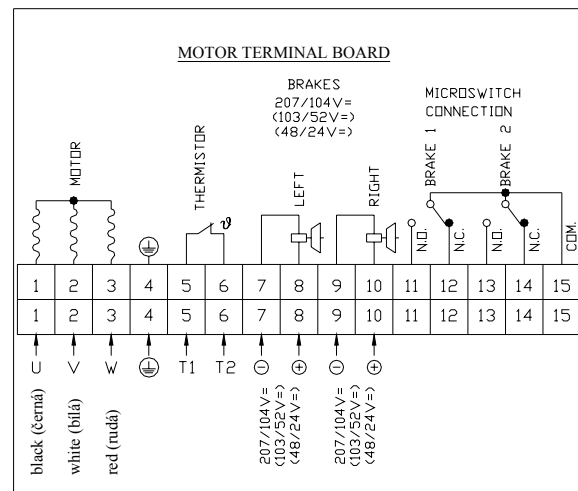 MOTOR TERMINAL BOARD
BRAKES
207/104V=
(103/52V=)
(48/24V=)
MICROSWITCH
CONNECTION
MOTOR
THERMISTOR
ϑ
LEFT
RIGHT
BRAKE 1
BRAKE 2
N.O.
N.C.
N.O.
N.C.
COM.
1 2 3 4 5 6 7 8 9 10 11 12 13 14 15
1 2 3 4 5 6 7 8 9 10 11 12 13 14 15
U V W T1 T2 - + - +
black (černá)
white (bílá)
red (rudá)
207/104V=
(103/52V=)
(48/24V=)
207/104V=
(103/52V=)
(48/24V=)